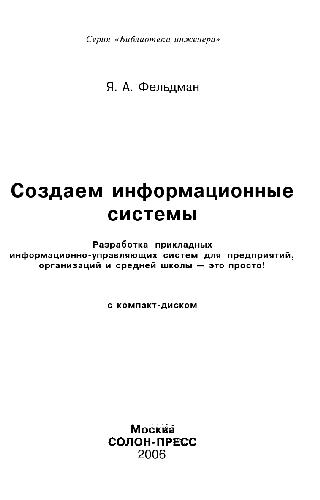 Серия «Библиотека инженера»
Я. А. Фельдман
Создаем информационные
системы
Разработка прикладных
информационно-управляющих систем для предприятий,
организаций и средней школы — это просто!
с компакт-диском
Москва
СОЛОН-ПРЕСС
2006